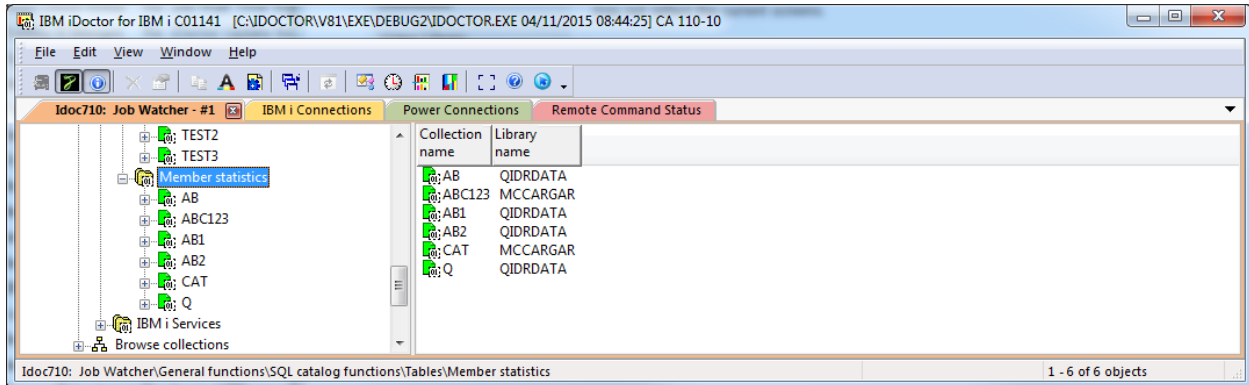 IBM iDoctor for IBM i C01141 [C:\IDOCTOR\V81\EXE\DEBUG2\IDOCTOR.EXE 04/11/2015 08:44:25] CA 110-10
File Edit View Window Help
Idoc710: Job Watcher - #1 IBM i Connections Power Connections Remote Command Status
TEST2
TEST3
Member statistics
AB
ABC123
AB1
AB2
CAT
Q
IBM i Services
Browse collections
Collection name Library name
AB QIDRDATA
ABC123 MCCARGAR
AB1 QIDRDATA
AB2 QIDRDATA
CAT MCCARGAR
Q QIDRDATA
Idoc710: Job Watcher\General functions\SQL catalog functions\Tables\Member statistics 1 - 6 of 6 objects